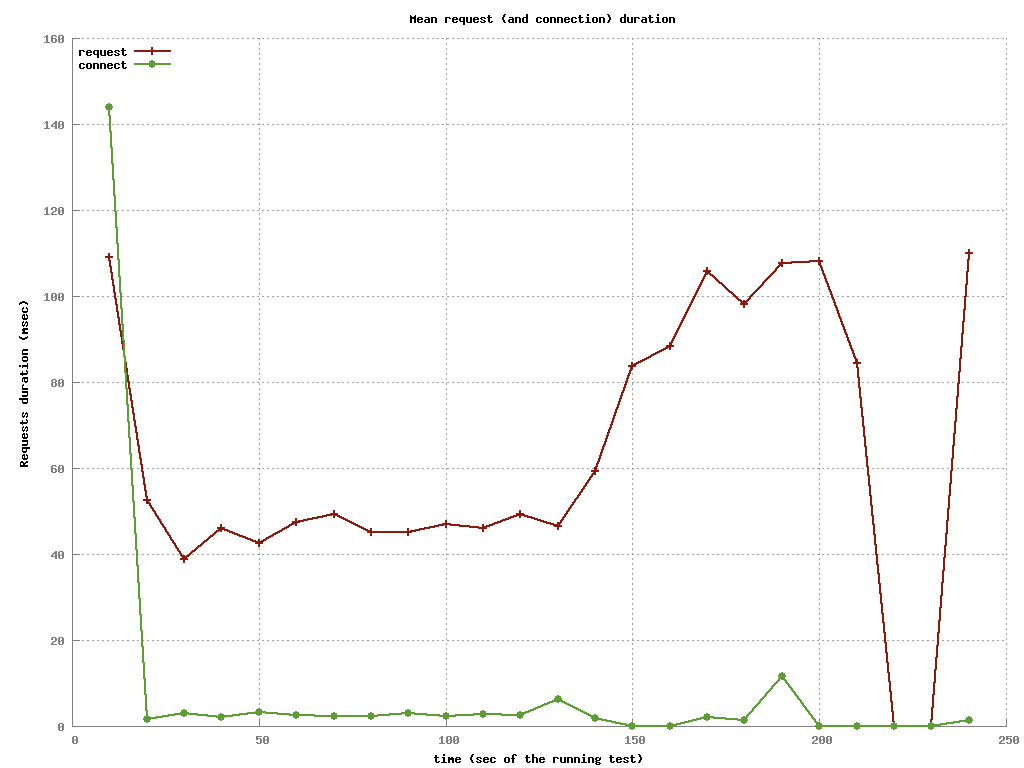 Mean request (and connection) duration
160
request
connect
140
120
100
80
60
40
20
0
0 50 100 150 200 250
Requests duration (msec)
time (sec of the running test)